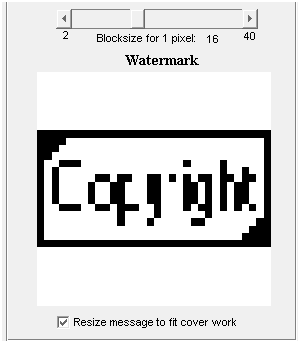 2 Blocksize for 1 pixel: 16 40
Watermark
Copyright
Resize message to fit cover work